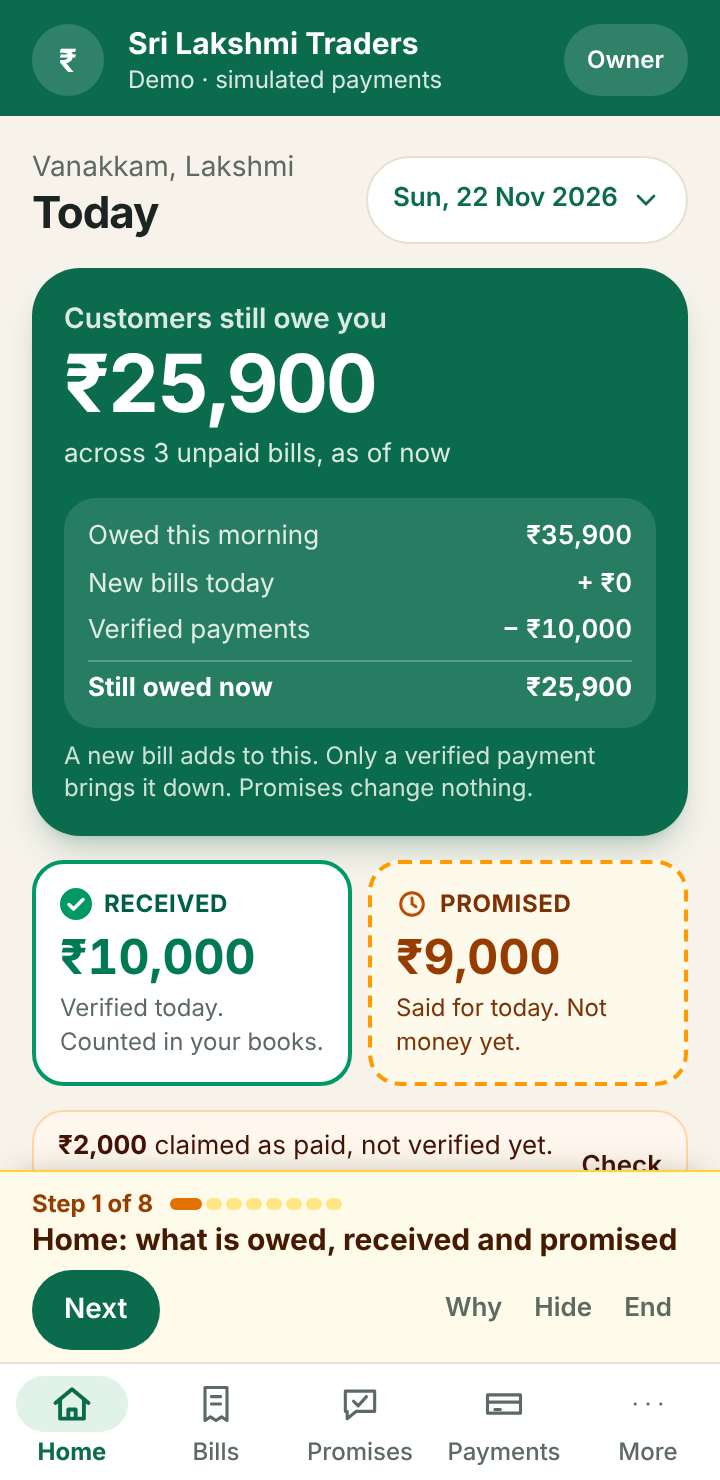 ₹
Sri Lakshmi Traders
Demo · simulated payments
Owner
Vanakkam, Lakshmi
Today
Sun, 22 Nov 2026
Customers still owe you
₹25,900
across 3 unpaid bills, as of now
Owed this morning ₹35,900
New bills today + ₹0
Verified payments − ₹10,000
Still owed now ₹25,900
A new bill adds to this. Only a verified payment
brings it down. Promises change nothing.
RECEIVED
₹10,000
Verified today.
Counted in your books.
PROMISED
₹9,000
Said for today. Not
money yet.
₹2,000 claimed as paid, not verified yet.
Check
Step 1 of 8
Home: what is owed, received and promised
Next
Why
Hide
End
Home
Bills
Promises
Payments
More